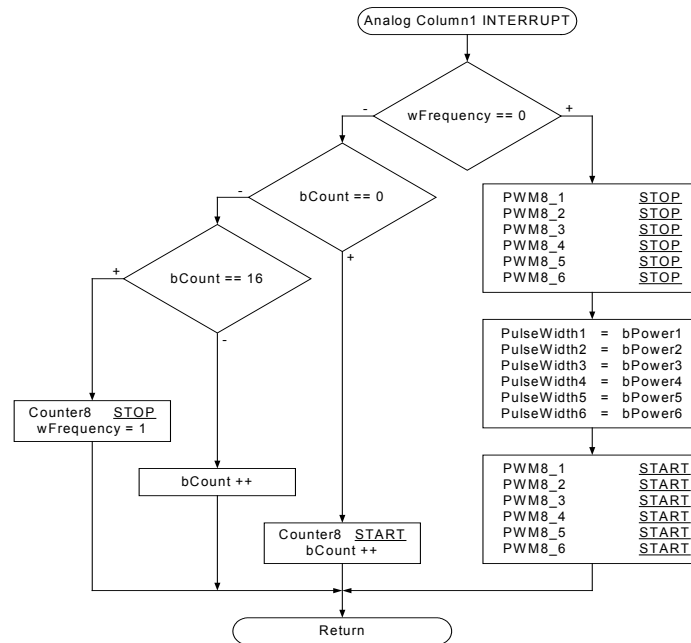 Analog Column1 INTERRUPT
wFrequency == 0
-
+
bCount == 0
-
+
PWM8_1 STOP
PWM8_2 STOP
PWM8_3 STOP
PWM8_4 STOP
PWM8_5 STOP
PWM8_6 STOP
bCount == 16
+
-
PulseWidth1 = bPower1
PulseWidth2 = bPower2
PulseWidth3 = bPower3
PulseWidth4 = bPower4
PulseWidth5 = bPower5
PulseWidth6 = bPower6
Counter8 STOP
wFrequency = 1
bCount ++
Counter8 START
bCount ++
PWM8_1 START
PWM8_2 START
PWM8_3 START
PWM8_4 START
PWM8_5 START
PWM8_6 START
Return